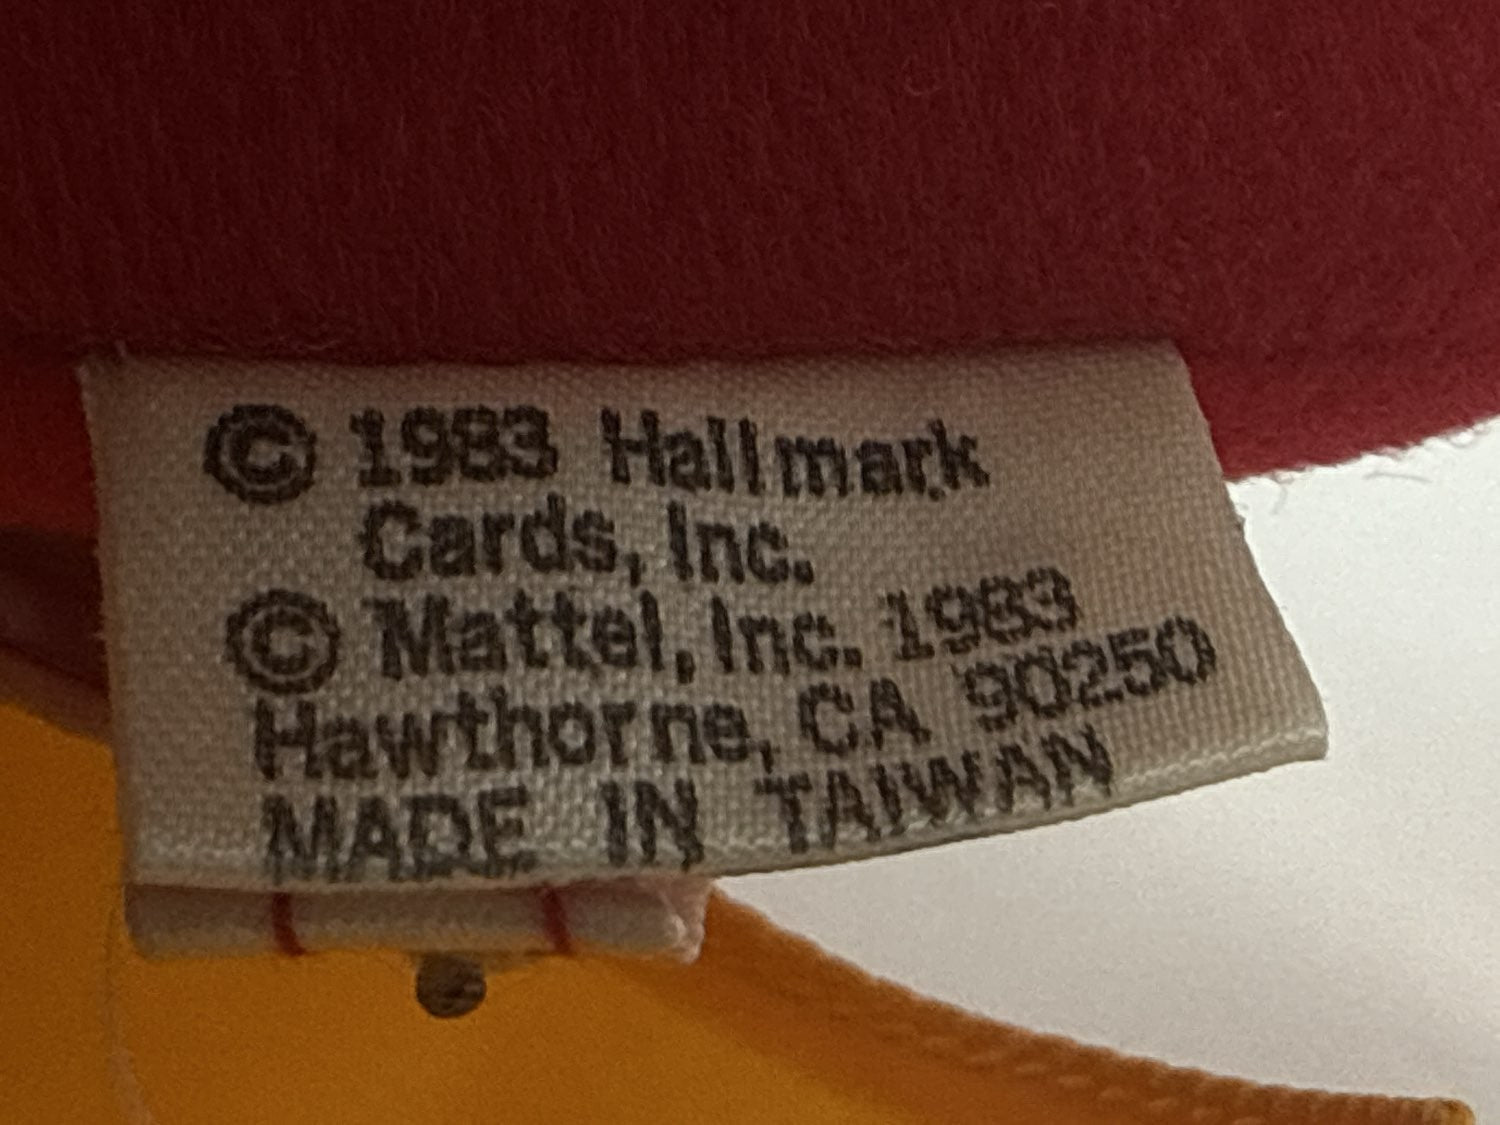 © 1983 Hallmark
Cards, Inc.
© Mattel, Inc. 1983
Hawthorne, CA 90250
MADE IN TAIWAN